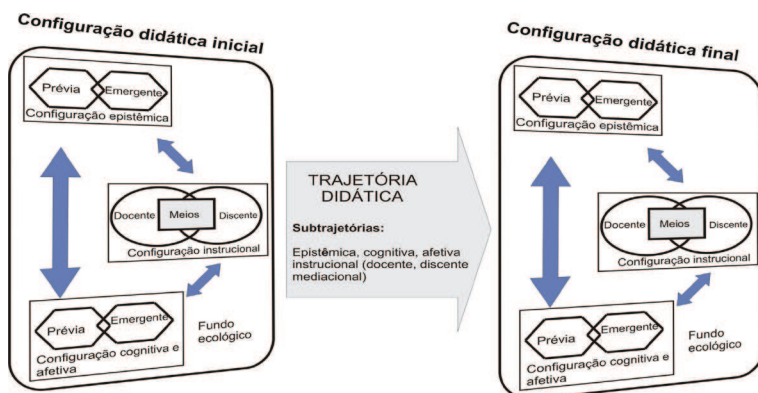 Configuração didática inicial
Prévia
Emergente
Configuração epistêmica
Docente
Meios
Discente
Configuração instrucional
Prévia
Emergente
Configuração cognitiva e
afetiva
Fundo
ecológico
TRAJETÓRIA
DIDÁTICA
Subtrajetórias:
Epistêmica, cognitiva, afetiva
instrucional (docente, discente
mediacional)
Configuração didática final
Prévia
Emergente
Configuração epistêmica
Docente
Meios
Discente
Configuração instrucional
Prévia
Emergente
Configuração cognitiva e
afetiva
Fundo
ecológico